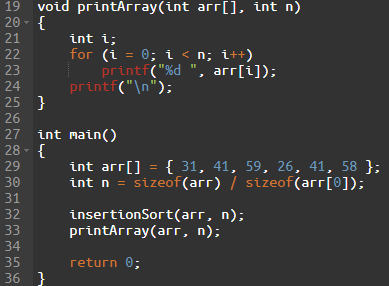 19 void printArray(int arr[], int n)
20 {
21     int i;
22     for (i = 0; i < n; i++)
23         printf("%d ", arr[i]);
24     printf("\n");
25 }
26
27 int main()
28 {
29     int arr[] = { 31, 41, 59, 26, 41, 58 };
30     int n = sizeof(arr) / sizeof(arr[0]);
31
32     insertionSort(arr, n);
33     printArray(arr, n);
34
35     return 0;
36 }